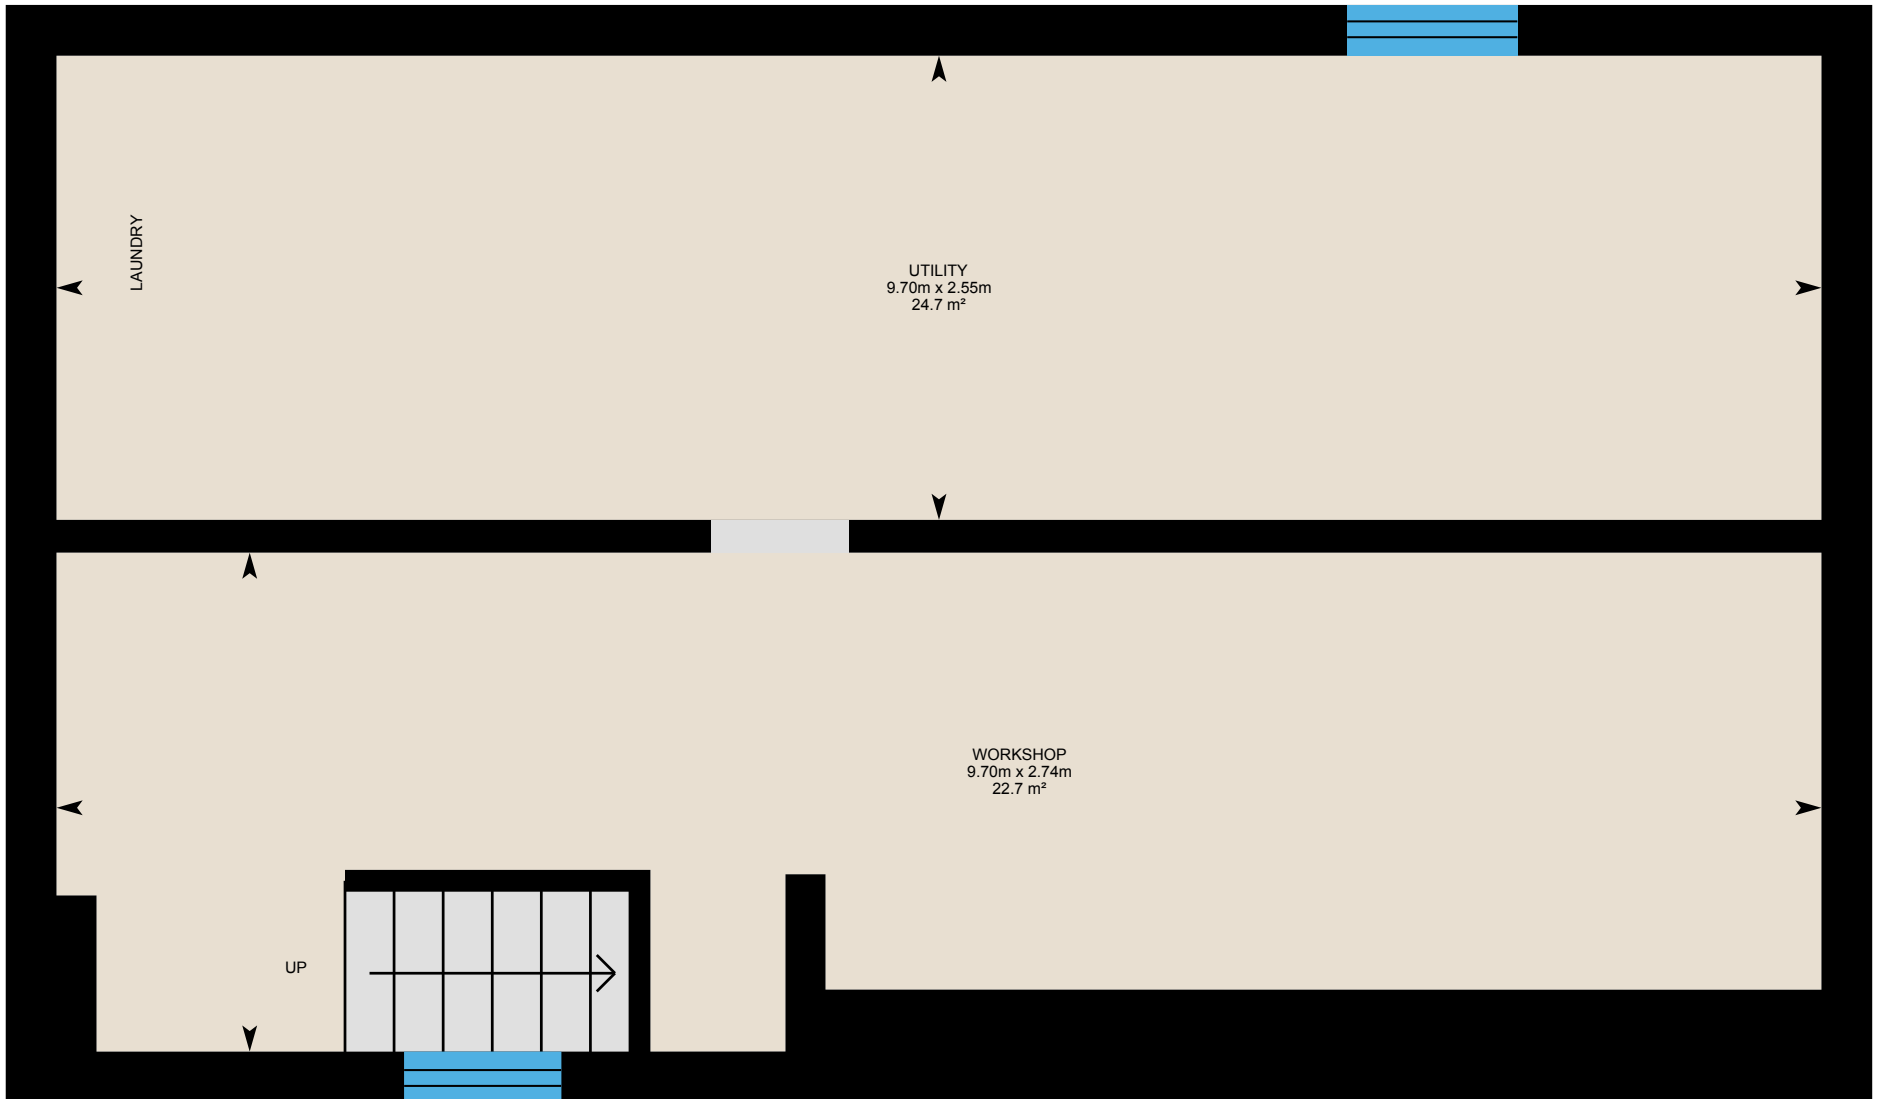 LAUNDRY
UTILITY
9.70m x 2.55m
24.7 m²
WORKSHOP
9.70m x 2.74m
22.7 m²
UP